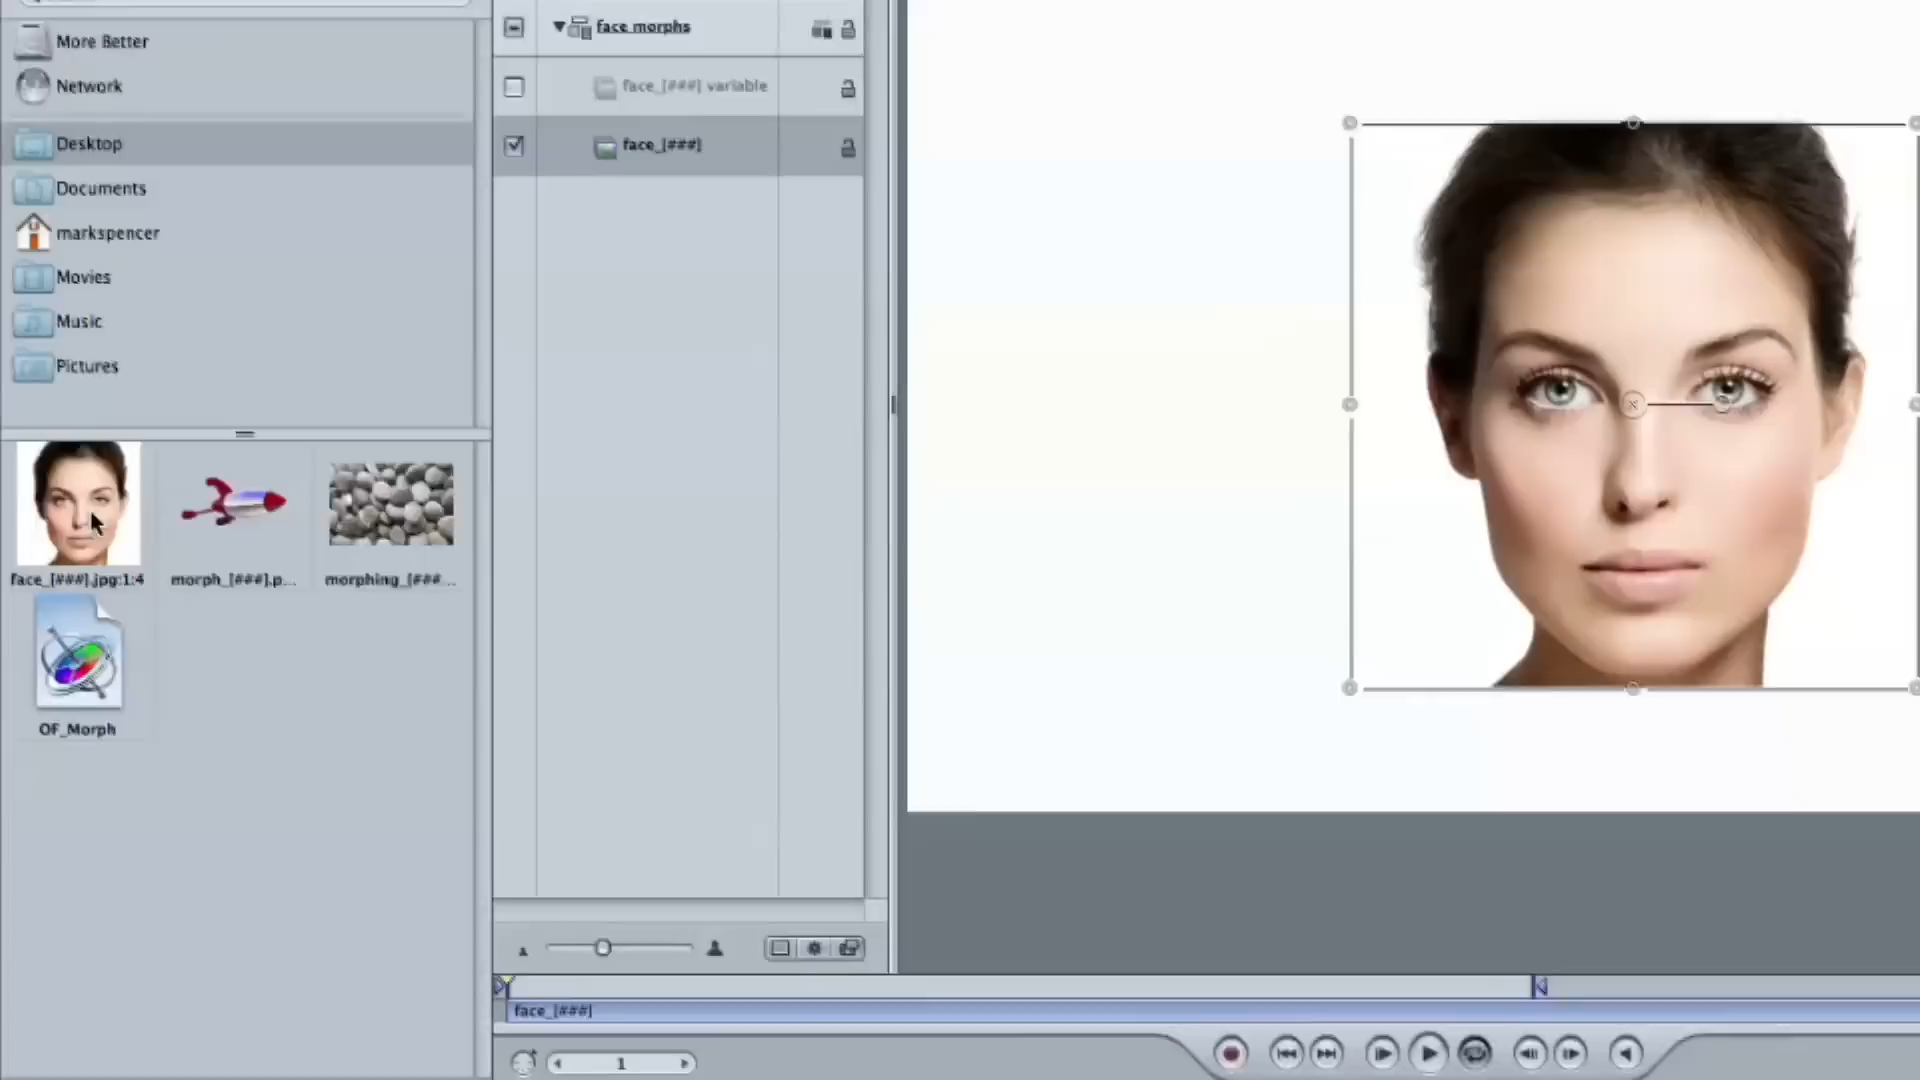 More Better
Network
Desktop
Documents
markspencer
Movies
Music
Pictures
face_[###].jpg:1:4
morph_[###].p...
morphing_[###...
OF_Morph
face morphs
face_[###] variable
face_[###]
face_[###]
1